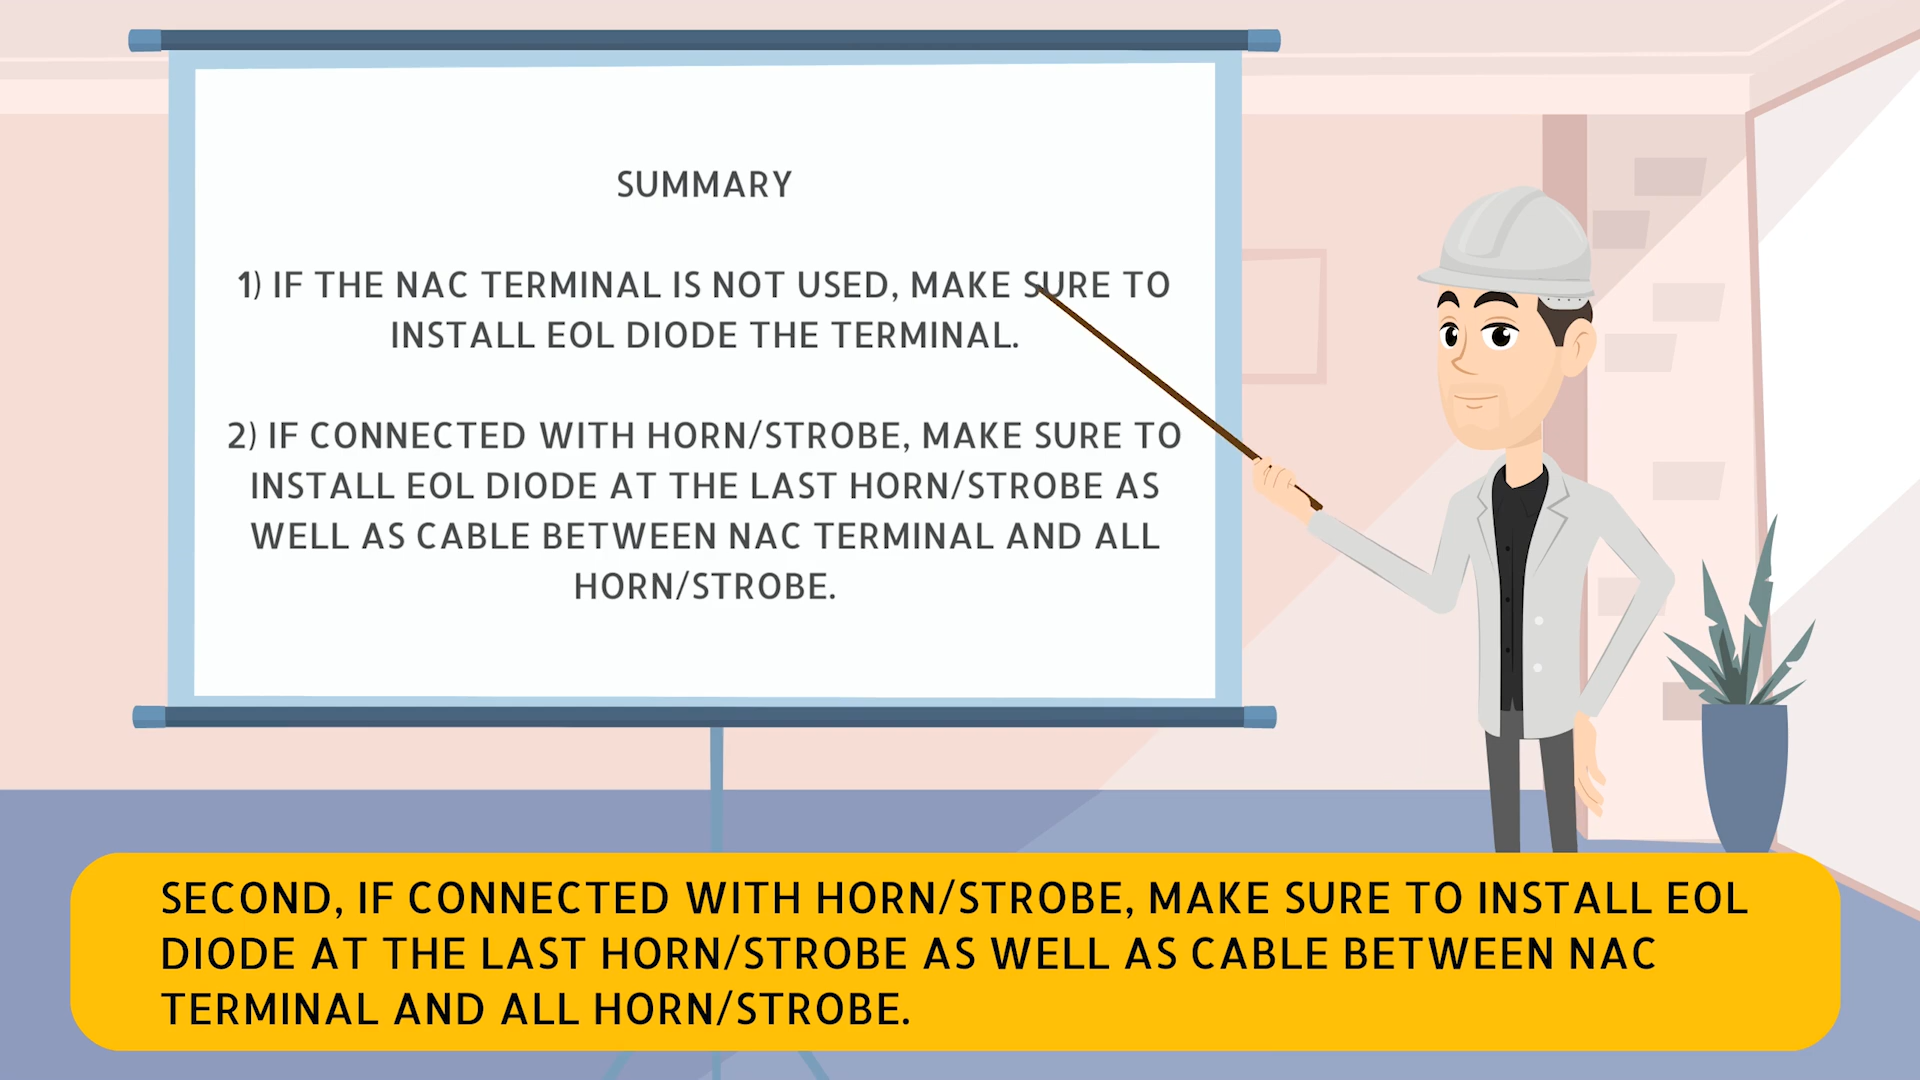 SUMMARY
1) IF THE NAC TERMINAL IS NOT USED, MAKE SURE TO
INSTALL EOL DIODE THE TERMINAL.
2) IF CONNECTED WITH HORN/STROBE, MAKE SURE TO
INSTALL EOL DIODE AT THE LAST HORN/STROBE AS
WELL AS CABLE BETWEEN NAC TERMINAL AND ALL
HORN/STROBE.
SECOND, IF CONNECTED WITH HORN/STROBE, MAKE SURE TO INSTALL EOL
DIODE AT THE LAST HORN/STROBE AS WELL AS CABLE BETWEEN NAC
TERMINAL AND ALL HORN/STROBE.